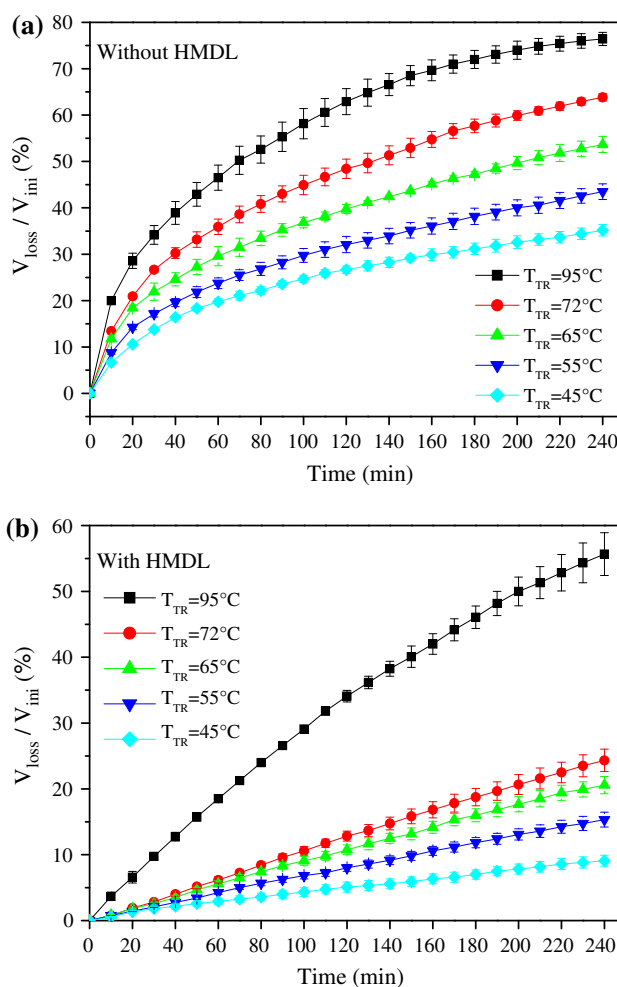 (a)
Without HMDL
V_loss / V_ini (%)
80
70
60
50
40
30
20
10
0
T_TR=95°C
T_TR=72°C
T_TR=65°C
T_TR=55°C
T_TR=45°C
0 20 40 60 80 100 120 140 160 180 200 220 240
Time (min)
(b)
With HMDL
V_loss / V_ini (%)
60
50
40
30
20
10
0
T_TR=95°C
T_TR=72°C
T_TR=65°C
T_TR=55°C
T_TR=45°C
0 20 40 60 80 100 120 140 160 180 200 220 240
Time (min)